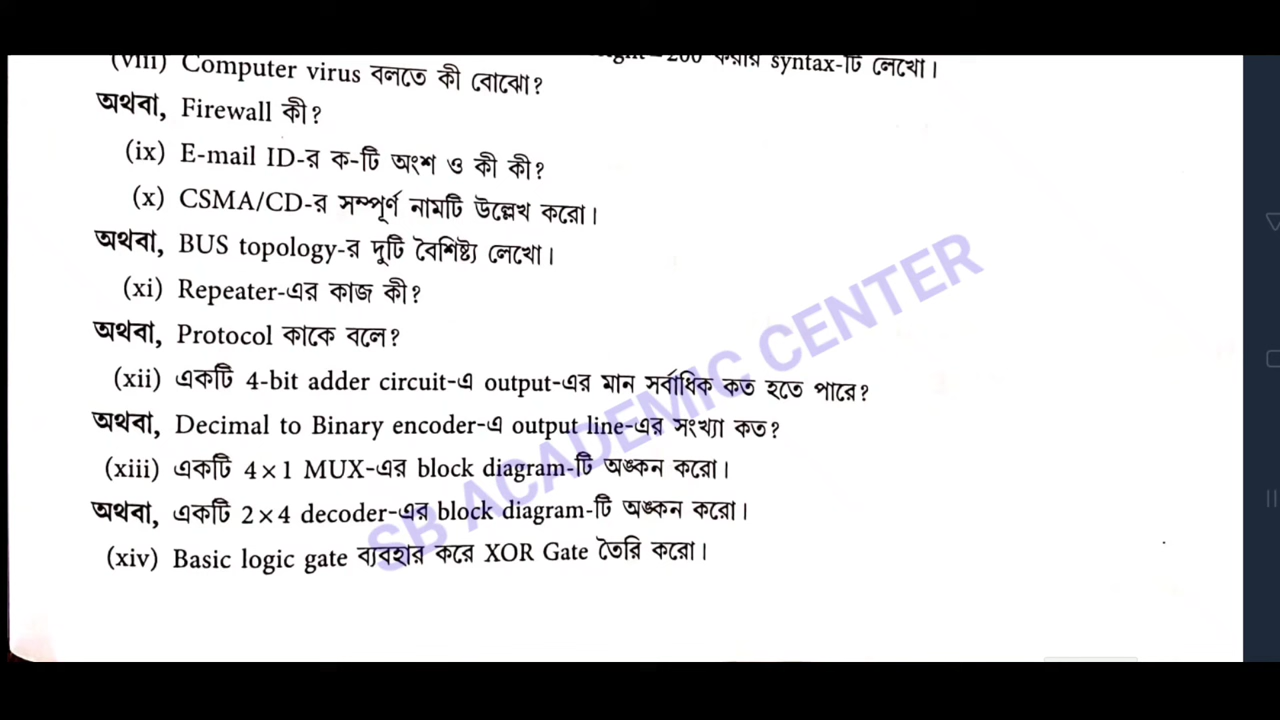 height=200 করার syntax-টি লেখো।
(viii) Computer virus বলতে কী বোঝো?
অথবা, Firewall কী?
(ix) E-mail ID-র ক-টি অংশ ও কী কী?
(x) CSMA/CD-র সম্পূর্ণ নামটি উল্লেখ করো।
অথবা, BUS topology-র দুটি বৈশিষ্ট্য লেখো।
(xi) Repeater-এর কাজ কী?
অথবা, Protocol কাকে বলে?
(xii) একটি 4-bit adder circuit-এ output-এর মান সর্বাধিক কত হতে পারে?
অথবা, Decimal to Binary encoder-এ output line-এর সংখ্যা কত?
(xiii) একটি 4×1 MUX-এর block diagram-টি অঙ্কন করো।
অথবা, একটি 2×4 decoder-এর block diagram-টি অঙ্কন করো।
(xiv) Basic logic gate ব্যবহার করে XOR Gate তৈরি করো।
SB ACADEMIC CENTER